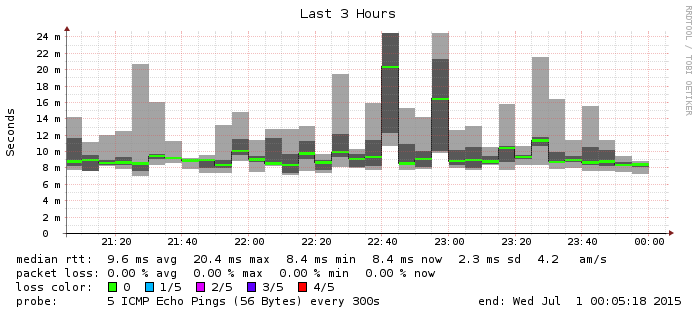 Last 3 Hours
RRDTOOL / TOBI OETIKER
Seconds
24 m
22 m
20 m
18 m
16 m
14 m
12 m
10 m
8 m
6 m
4 m
2 m
0
21:20 21:40 22:00 22:20 22:40 23:00 23:20 23:40 00:00
median rtt: 9.6 ms avg 20.4 ms max 8.4 ms min 8.4 ms now 2.3 ms sd 4.2 am/s
packet loss: 0.00 % avg 0.00 % max 0.00 % min 0.00 % now
loss color: 0 1/5 2/5 3/5 4/5
probe: 5 ICMP Echo Pings (56 Bytes) every 300s end: Wed Jul 1 00:05:18 2015